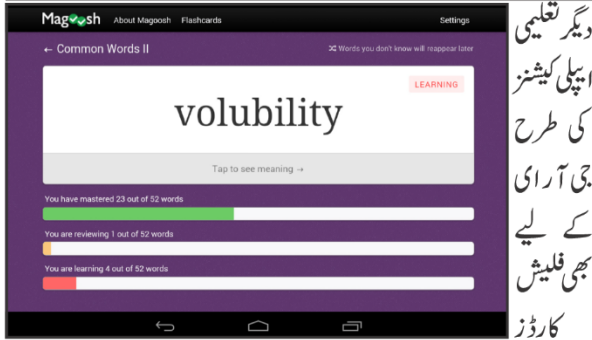 Magoosh About Magoosh Flashcards Settings
← Common Words II
Words you don't know will reappear later
LEARNING
volubility
Tap to see meaning →
You have mastered 23 out of 52 words
You are reviewing 1 out of 52 words
You are learning 4 out of 52 words
دیگر تعلیمی
ایپلی کیشنز
کی طرح
جی آر ای
کے لیے
بھی فلیش
کارڈز